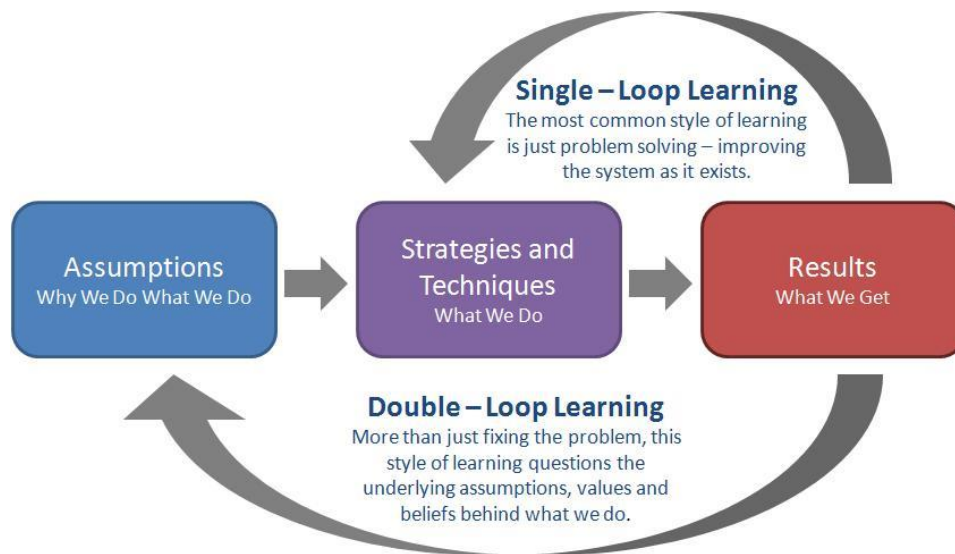 Single – Loop Learning
The most common style of learning
is just problem solving – improving
the system as it exists.
Assumptions
Why We Do What We Do
Strategies and
Techniques
What We Do
Results
What We Get
Double – Loop Learning
More than just fixing the problem, this
style of learning questions the
underlying assumptions, values and
beliefs behind what we do.